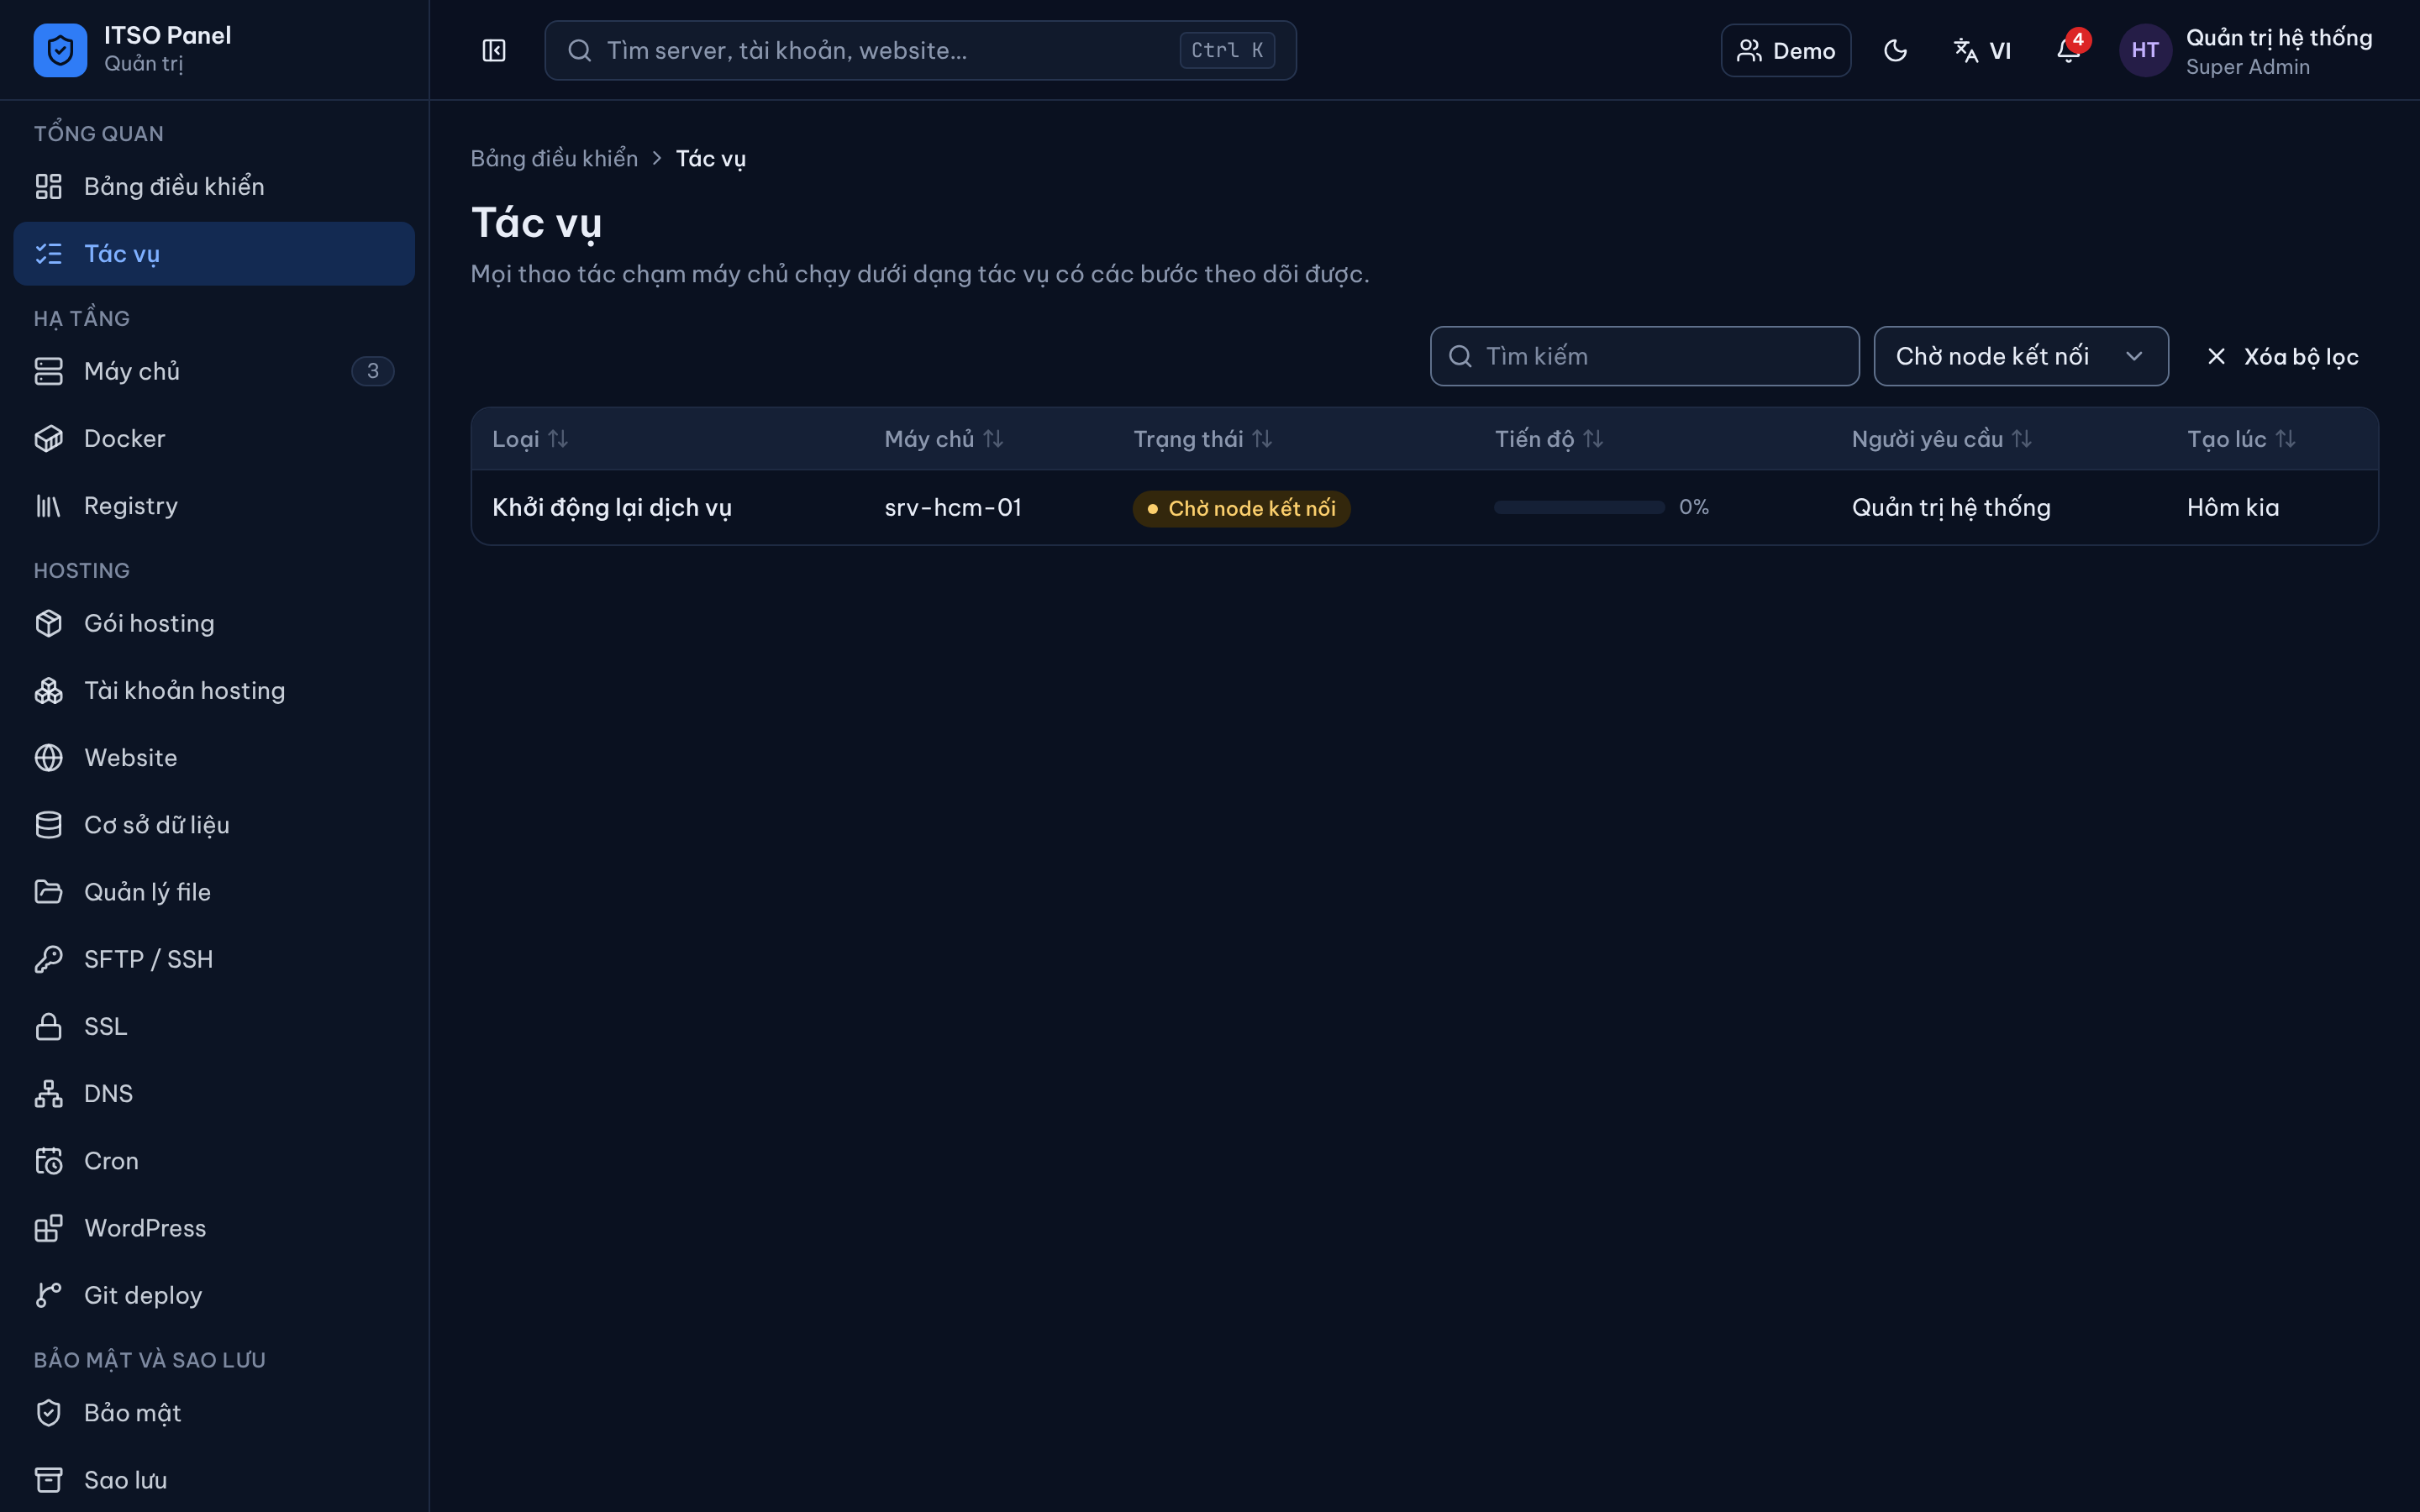 ITSO Panel
Quản trị
Tìm server, tài khoản, website...
Ctrl K
Demo
VI
4
HT
Quản trị hệ thống
Super Admin
TỔNG QUAN
Bảng điều khiển
Tác vụ
HẠ TẦNG
Máy chủ
3
Docker
Registry
HOSTING
Gói hosting
Tài khoản hosting
Website
Cơ sở dữ liệu
Quản lý file
SFTP / SSH
SSL
DNS
Cron
WordPress
Git deploy
BẢO MẬT VÀ SAO LƯU
Bảo mật
Sao lưu
Bảng điều khiển > Tác vụ
Tác vụ
Mọi thao tác chạm máy chủ chạy dưới dạng tác vụ có các bước theo dõi được.
Tìm kiếm
Chờ node kết nối
Xóa bộ lọc
Loại Máy chủ Trạng thái Tiến độ Người yêu cầu Tạo lúc
Khởi động lại dịch vụ srv-hcm-01 Chờ node kết nối 0% Quản trị hệ thống Hôm kia